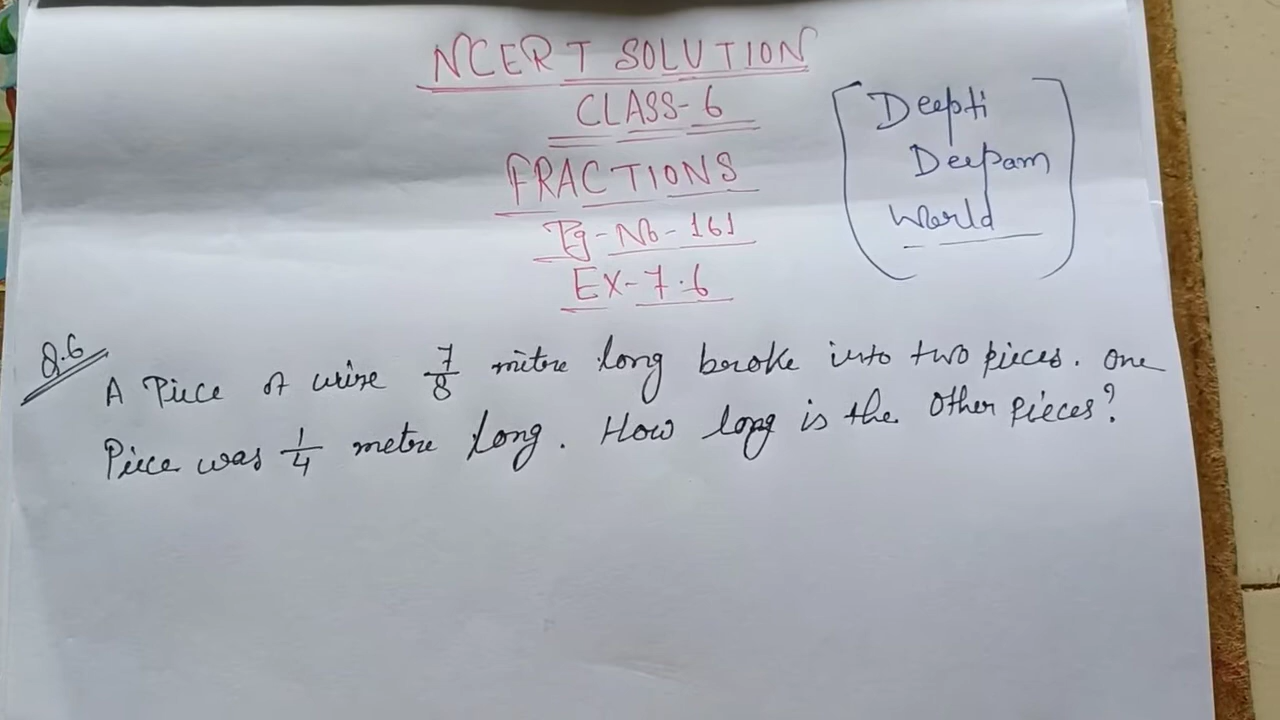 NCERT SOLUTION
CLASS-6
FRACTIONS
Pg-No-161
EX-7.6
Deepti
Deepam
World
Q.6
A Piece of wire 7/8 metre long broke into two pieces. One
Piece was 1/4 metre long. How long is the Other pieces?